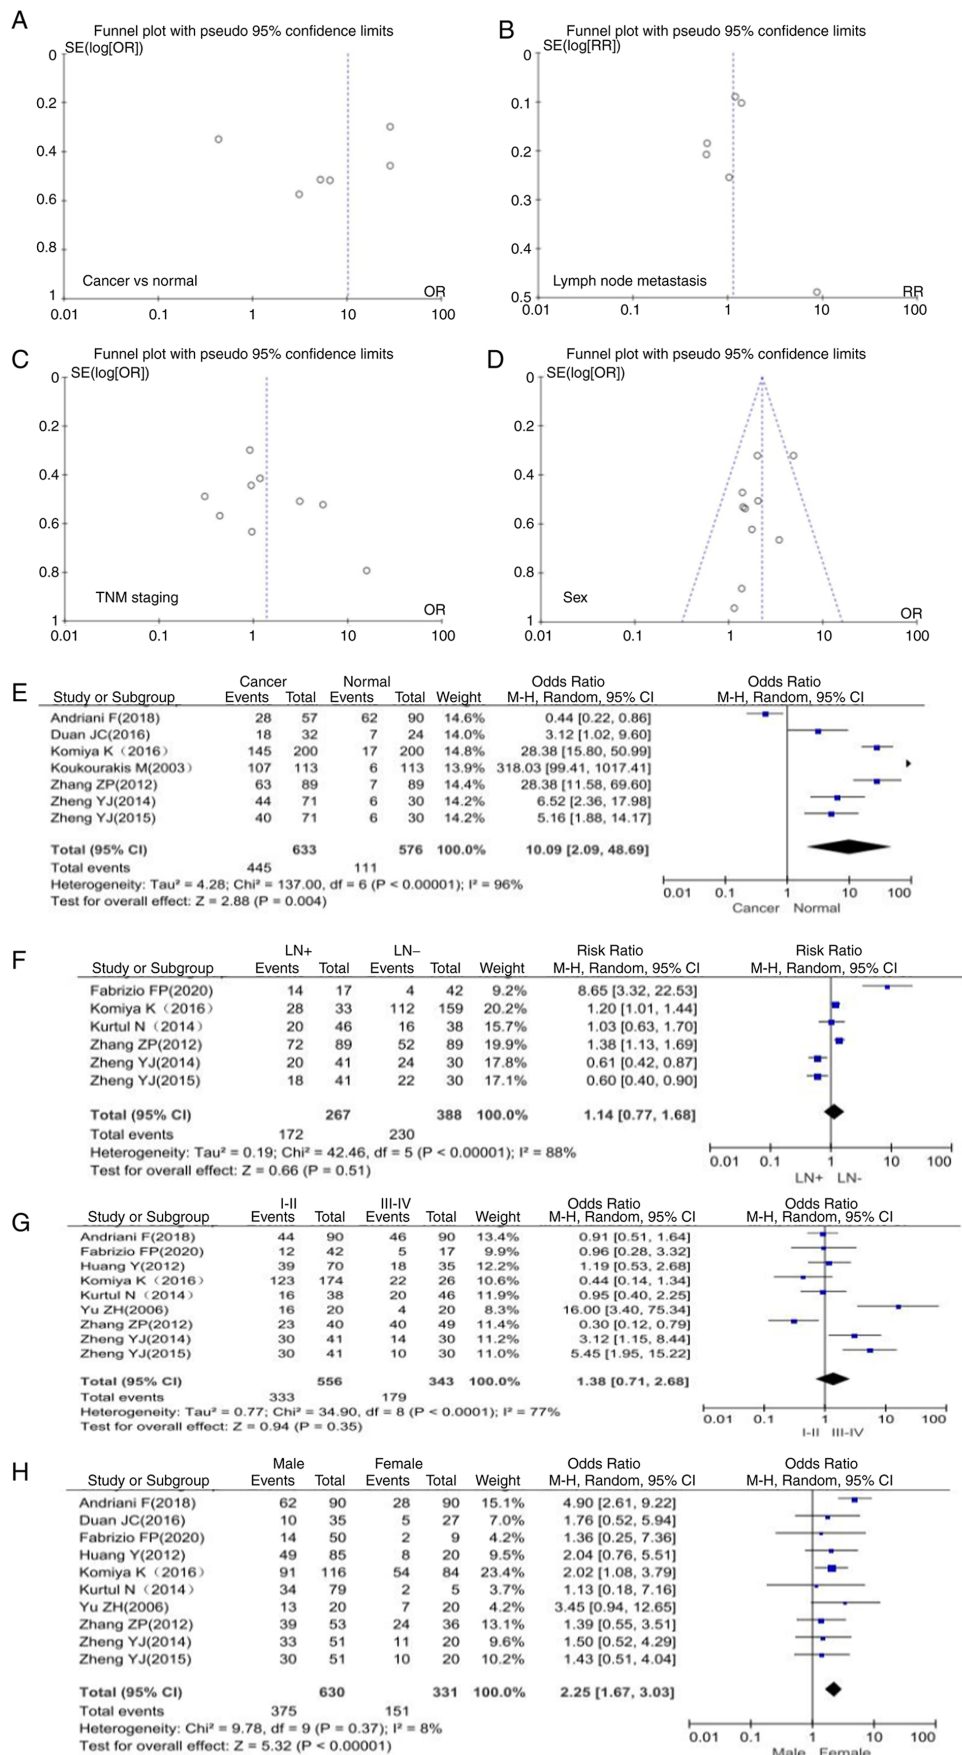 A
Funnel plot with pseudo 95% confidence limits
SE(log[OR])
0
0.2
0.4
0.6
0.8
1
Cancer vs normal
OR
0.01 0.1 1 10 100
B
Funnel plot with pseudo 95% confidence limits
SE(log[RR])
0
0.1
0.2
0.3
0.4
0.5
Lymph node metastasis
RR
0.01 0.1 1 10 100
C
Funnel plot with pseudo 95% confidence limits
SE(log[OR])
0
0.2
0.4
0.6
0.8
1
TNM staging
OR
0.01 0.1 1 10 100
D
Funnel plot with pseudo 95% confidence limits
SE(log[OR])
0
0.2
0.4
0.6
0.8
1
Sex
OR
0.01 0.1 1 10 100
E
Cancer Normal Odds Ratio Odds Ratio
Study or Subgroup Events Total Events Total Weight M-H, Random, 95% CI M-H, Random, 95% CI
Andriani F(2018) 28 57 62 90 14.6% 0.44 [0.22, 0.86]
Duan JC(2016) 18 32 7 24 14.0% 3.12 [1.02, 9.60]
Komiya K（2016） 145 200 17 200 14.8% 28.38 [15.80, 50.99]
Koukourakis M(2003) 107 113 6 113 13.9% 318.03 [99.41, 1017.41]
Zhang ZP(2012) 63 89 7 89 14.4% 28.38 [11.58, 69.60]
Zheng YJ(2014) 44 71 6 30 14.2% 6.52 [2.36, 17.98]
Zheng YJ(2015) 40 71 6 30 14.2% 5.16 [1.88, 14.17]
Total (95% CI) 633 576 100.0% 10.09 [2.09, 48.69]
Total events 445 111
Heterogeneity: Tau² = 4.28; Chi² = 137.00, df = 6 (P < 0.00001); I² = 96%
Test for overall effect: Z = 2.88 (P = 0.004)
0.01 0.1 1 10 100
Cancer Normal
F
LN+ LN− Risk Ratio Risk Ratio
Study or Subgroup Events Total Events Total Weight M-H, Random, 95% CI M-H, Random, 95% CI
Fabrizio FP(2020) 14 17 4 42 9.2% 8.65 [3.32, 22.53]
Komiya K（2016） 28 33 112 159 20.2% 1.20 [1.01, 1.44]
Kurtul N（2014） 20 46 16 38 15.7% 1.03 [0.63, 1.70]
Zhang ZP(2012) 72 89 52 89 19.9% 1.38 [1.13, 1.69]
Zheng YJ(2014) 20 41 24 30 17.8% 0.61 [0.42, 0.87]
Zheng YJ(2015) 18 41 22 30 17.1% 0.60 [0.40, 0.90]
Total (95% CI) 267 388 100.0% 1.14 [0.77, 1.68]
Total events 172 230
Heterogeneity: Tau² = 0.19; Chi² = 42.46, df = 5 (P < 0.00001); I² = 88%
Test for overall effect: Z = 0.66 (P = 0.51)
0.01 0.1 1 10 100
LN+ LN-
G
I-II III-IV Odds Ratio Odds Ratio
Study or Subgroup Events Total Events Total Weight M-H, Random, 95% CI M-H, Random, 95% CI
Andriani F(2018) 44 90 46 90 13.4% 0.91 [0.51, 1.64]
Fabrizio FP(2020) 12 42 5 17 9.9% 0.96 [0.28, 3.32]
Huang Y(2012) 39 70 18 35 12.2% 1.19 [0.53, 2.68]
Komiya K（2016） 123 174 22 26 10.6% 0.44 [0.14, 1.34]
Kurtul N（2014） 16 38 20 46 11.9% 0.95 [0.40, 2.25]
Yu ZH(2006) 16 20 4 20 8.3% 16.00 [3.40, 75.34]
Zhang ZP(2012) 23 40 40 49 11.4% 0.30 [0.12, 0.79]
Zheng YJ(2014) 30 41 14 30 11.2% 3.12 [1.15, 8.44]
Zheng YJ(2015) 30 41 10 30 11.0% 5.45 [1.95, 15.22]
Total (95% CI) 556 343 100.0% 1.38 [0.71, 2.68]
Total events 333 179
Heterogeneity: Tau² = 0.77; Chi² = 34.90, df = 8 (P < 0.0001); I² = 77%
Test for overall effect: Z = 0.94 (P = 0.35)
0.01 0.1 1 10 100
I-II III-IV
H
Male Female Odds Ratio Odds Ratio
Study or Subgroup Events Total Events Total Weight M-H, Random, 95% CI M-H, Random, 95% CI
Andriani F(2018) 62 90 28 90 15.1% 4.90 [2.61, 9.22]
Duan JC(2016) 10 35 5 27 7.0% 1.76 [0.52, 5.94]
Fabrizio FP(2020) 14 50 2 9 4.2% 1.36 [0.25, 7.36]
Huang Y(2012) 49 85 8 20 9.5% 2.04 [0.76, 5.51]
Komiya K（2016） 91 116 54 84 23.4% 2.02 [1.08, 3.79]
Kurtul N（2014） 34 79 2 5 3.7% 1.13 [0.18, 7.16]
Yu ZH(2006) 13 20 7 20 4.2% 3.45 [0.94, 12.65]
Zhang ZP(2012) 39 53 24 36 13.1% 1.39 [0.55, 3.51]
Zheng YJ(2014) 33 51 11 20 9.6% 1.50 [0.52, 4.29]
Zheng YJ(2015) 30 51 10 20 10.2% 1.43 [0.51, 4.04]
Total (95% CI) 630 331 100.0% 2.25 [1.67, 3.03]
Total events 375 151
Heterogeneity: Chi² = 9.78, df = 9 (P = 0.37); I² = 8%
Test for overall effect: Z = 5.32 (P < 0.00001)
0.01 0.1 1 10 100
Male Female